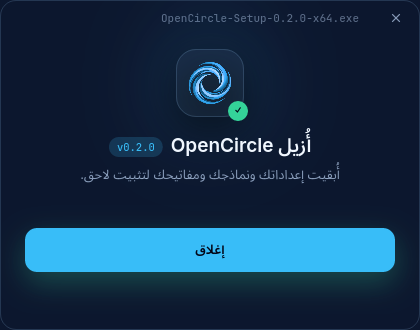 OpenCircle-Setup-0.2.0-x64.exe
أُزيل OpenCircle v0.2.0
أُبقيت إعداداتك ونماذجك ومفاتيحك لتثبيت لاحق.
إغلاق